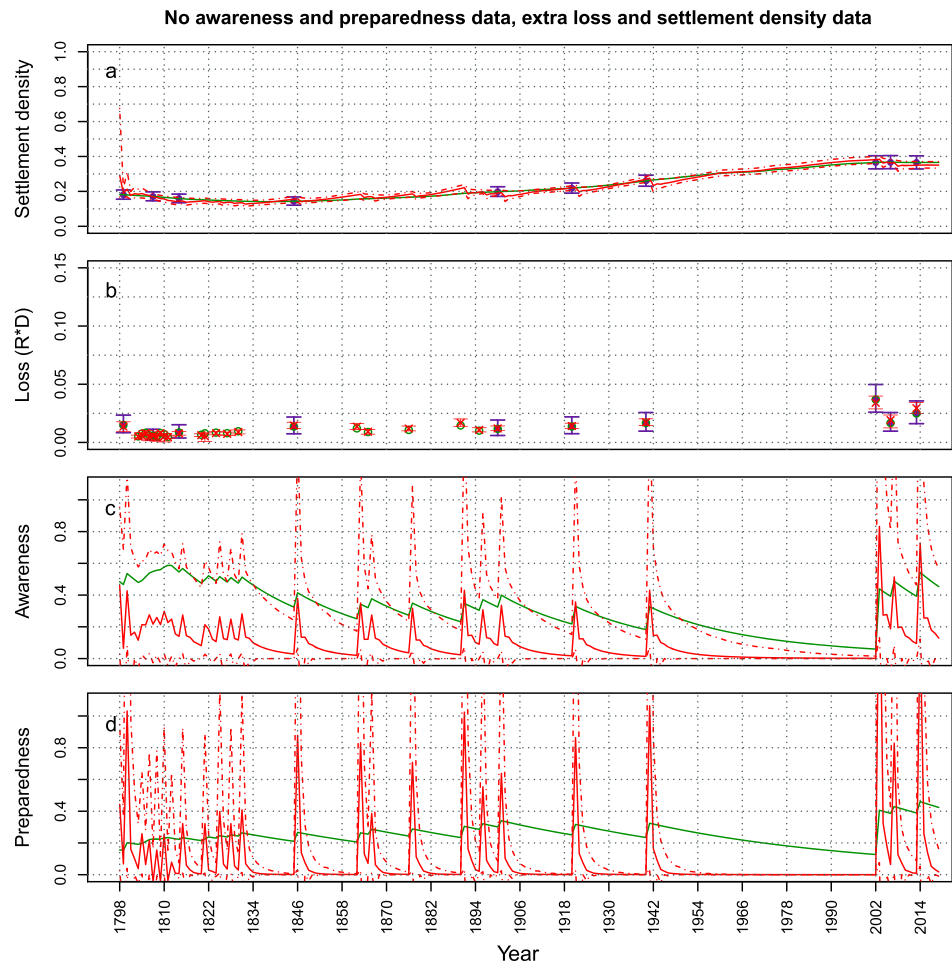 No awareness and preparedness data, extra loss and settlement density data
a
Settlement density
0.0 0.2 0.4 0.6 0.8 1.0
b
Loss (R*D)
0.00 0.05 0.10 0.15
c
Awareness
0.0 0.4 0.8
d
Preparedness
0.0 0.4 0.8
1798 1810 1822 1834 1846 1858 1870 1882 1894 1906 1918 1930 1942 1954 1966 1978 1990 2002 2014
Year